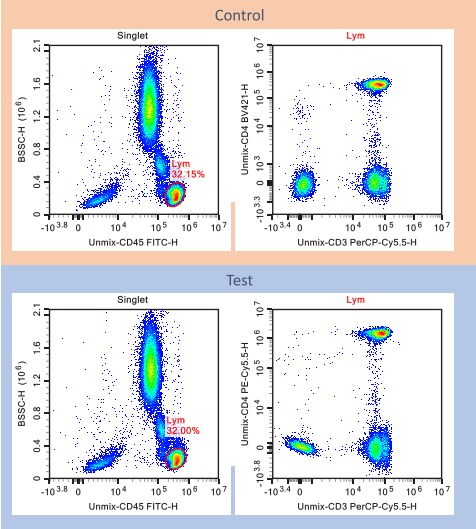 Control
Singlet
Lym
BSSC-H (10^6)
2.1
1.6
1.2
0.8
0.4
0
Lym
32.15%
-10^3.8 0 10^4 10^5 10^6 10^7
Unmix-CD45 FITC-H
Unmix-CD4 BV421-H
10^7
10^6
10^5
10^4
10^3
0
-10^3.3
-10^3.8 0 10^4 10^5 10^6 10^7
Unmix-CD3 PerCP-Cy5.5-H
Test
Singlet
Lym
BSSC-H (10^6)
2.1
1.6
1.2
0.8
0.4
0
Lym
32.00%
-10^3.8 0 10^4 10^5 10^6 10^7
Unmix-CD45 FITC-H
Unmix-CD4 PE-Cy5.5-H
10^7
10^6
10^5
10^4
0
-10^3.8
-10^3.4 0 10^4 10^5 10^6 10^7
Unmix-CD3 PerCP-Cy5.5-H